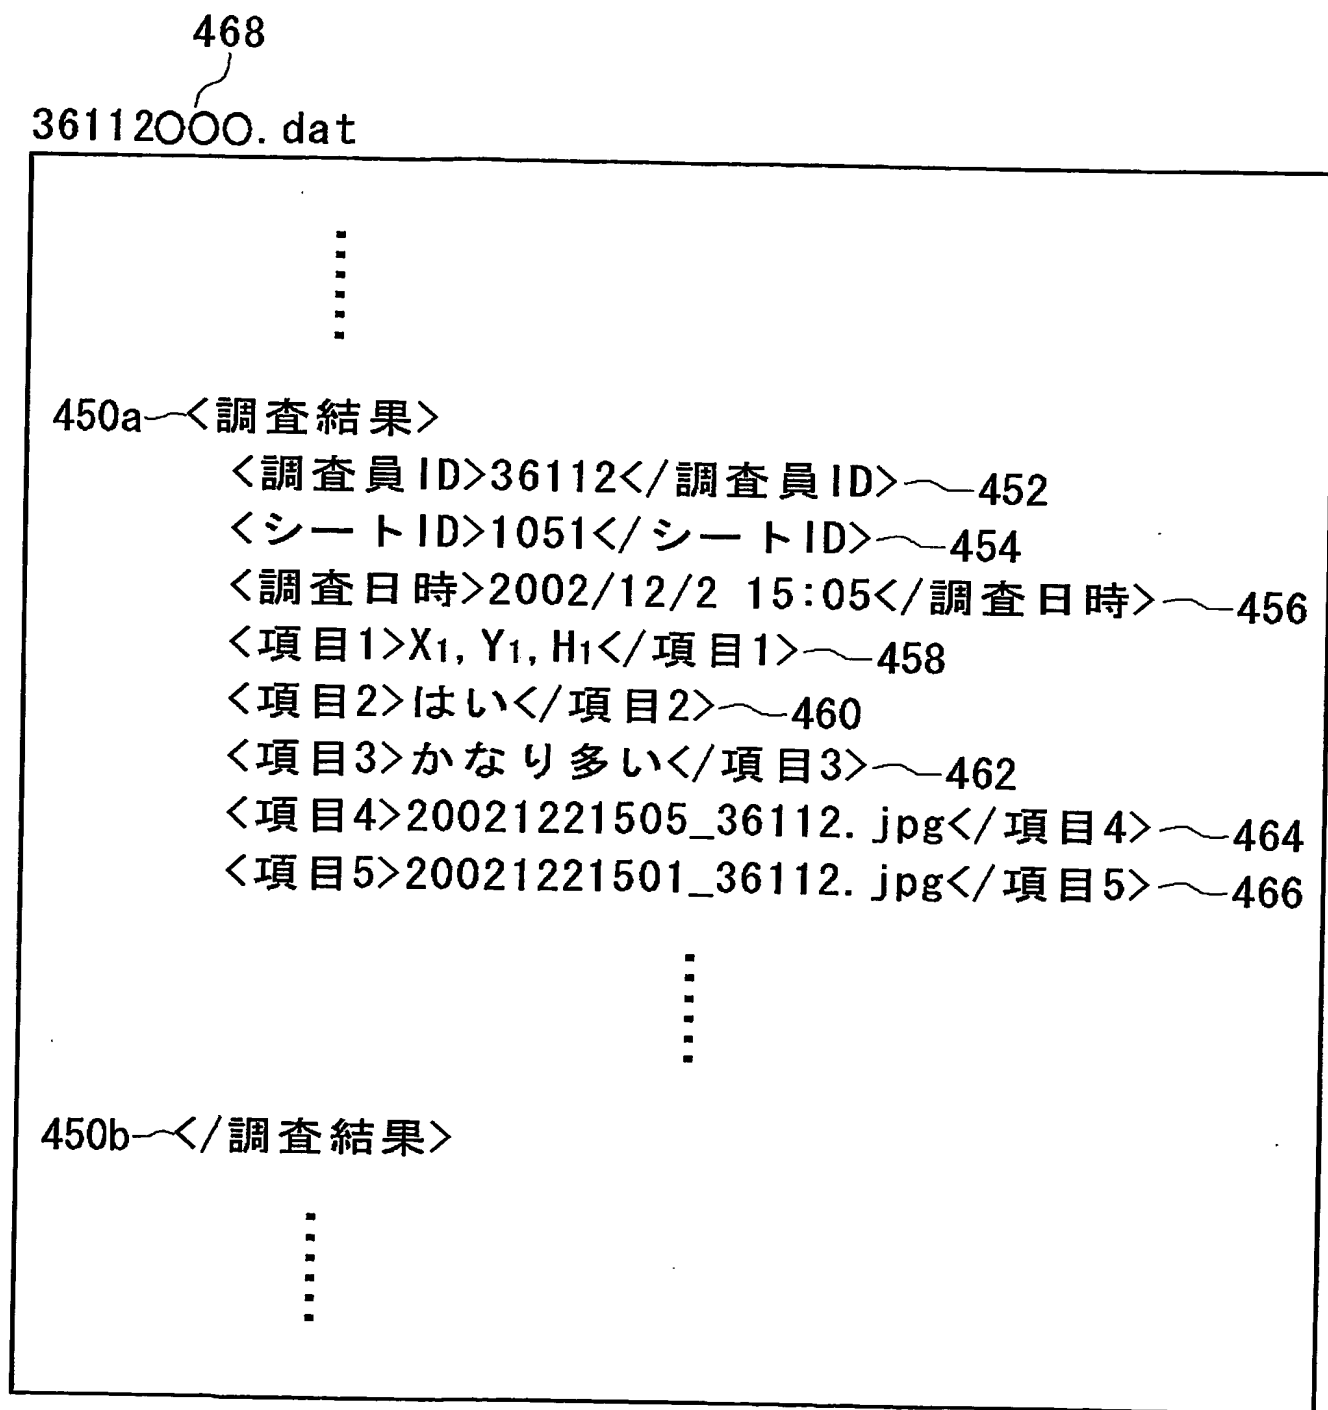 468
36112〇〇〇.dat
450a <調査結果>
<調査員ID>36112</調査員ID> 452
<シートID>1051</シートID> 454
<調査日時>2002/12/2 15:05</調査日時> 456
<項目1>X1, Y1, H1</項目1> 458
<項目2>はい</項目2> 460
<項目3>かなり多い</項目3> 462
<項目4>20021221505_36112.jpg</項目4> 464
<項目5>20021221501_36112.jpg</項目5> 466
450b </調査結果>